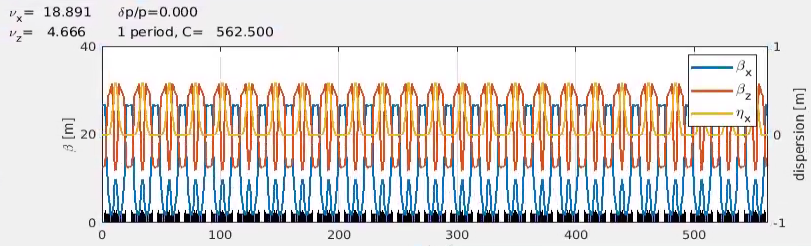 νx= 18.891 δp/p=0.000
νz= 4.666 1 period, C= 562.500
40
20
0
β [m]
1
0
-1
dispersion [m]
βx
βz
ηx
0 100 200 300 400 500